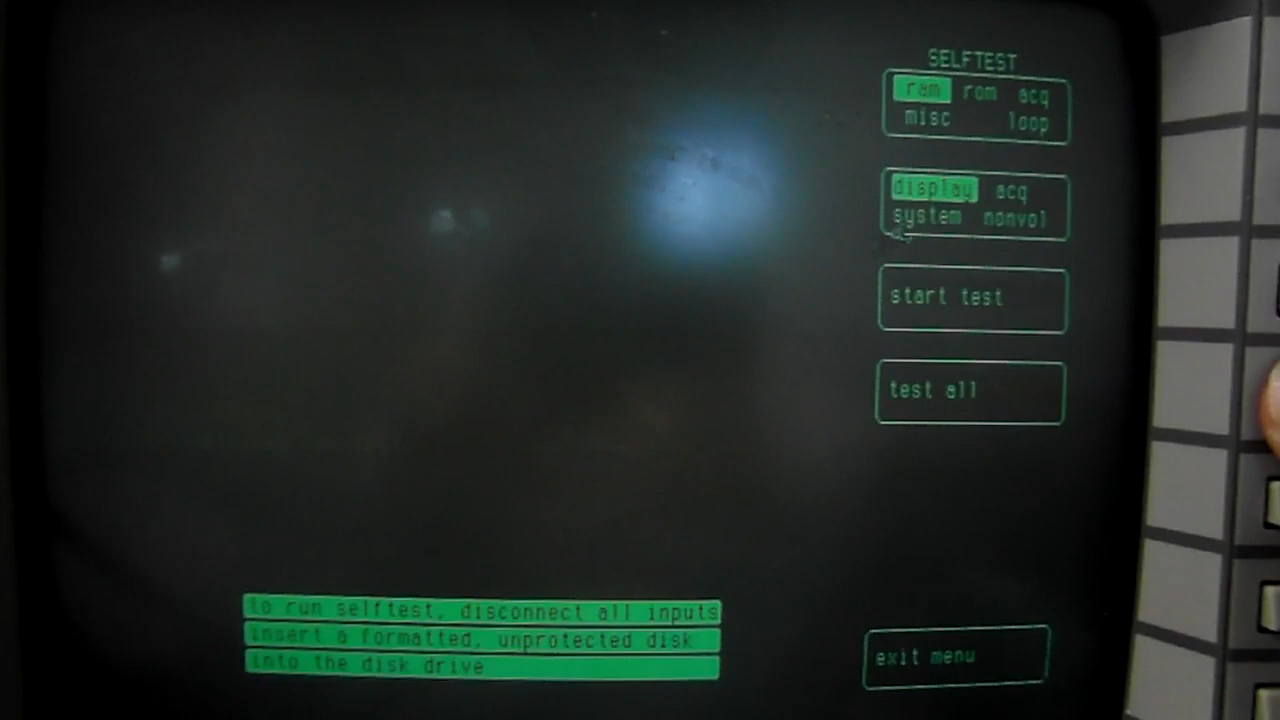 SELFTEST
ram rom acq
misc loop
display acq
system nonvol
start test
test all
to run selftest, disconnect all inputs
insert a formatted, unprotected disk
into the disk drive
exit menu